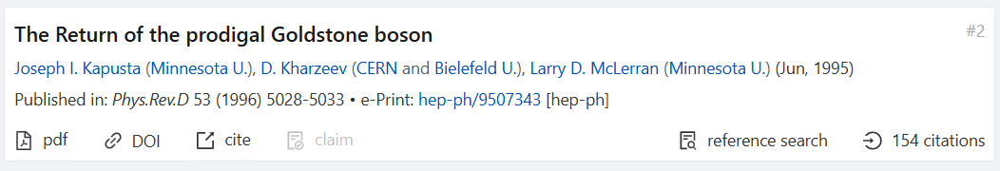 The Return of the prodigal Goldstone boson #2
Joseph I. Kapusta (Minnesota U.), D. Kharzeev (CERN and Bielefeld U.), Larry D. McLerran (Minnesota U.) (Jun, 1995)
Published in: Phys.Rev.D 53 (1996) 5028-5033 • e-Print: hep-ph/9507343 [hep-ph]
pdf DOI cite claim reference search 154 citations